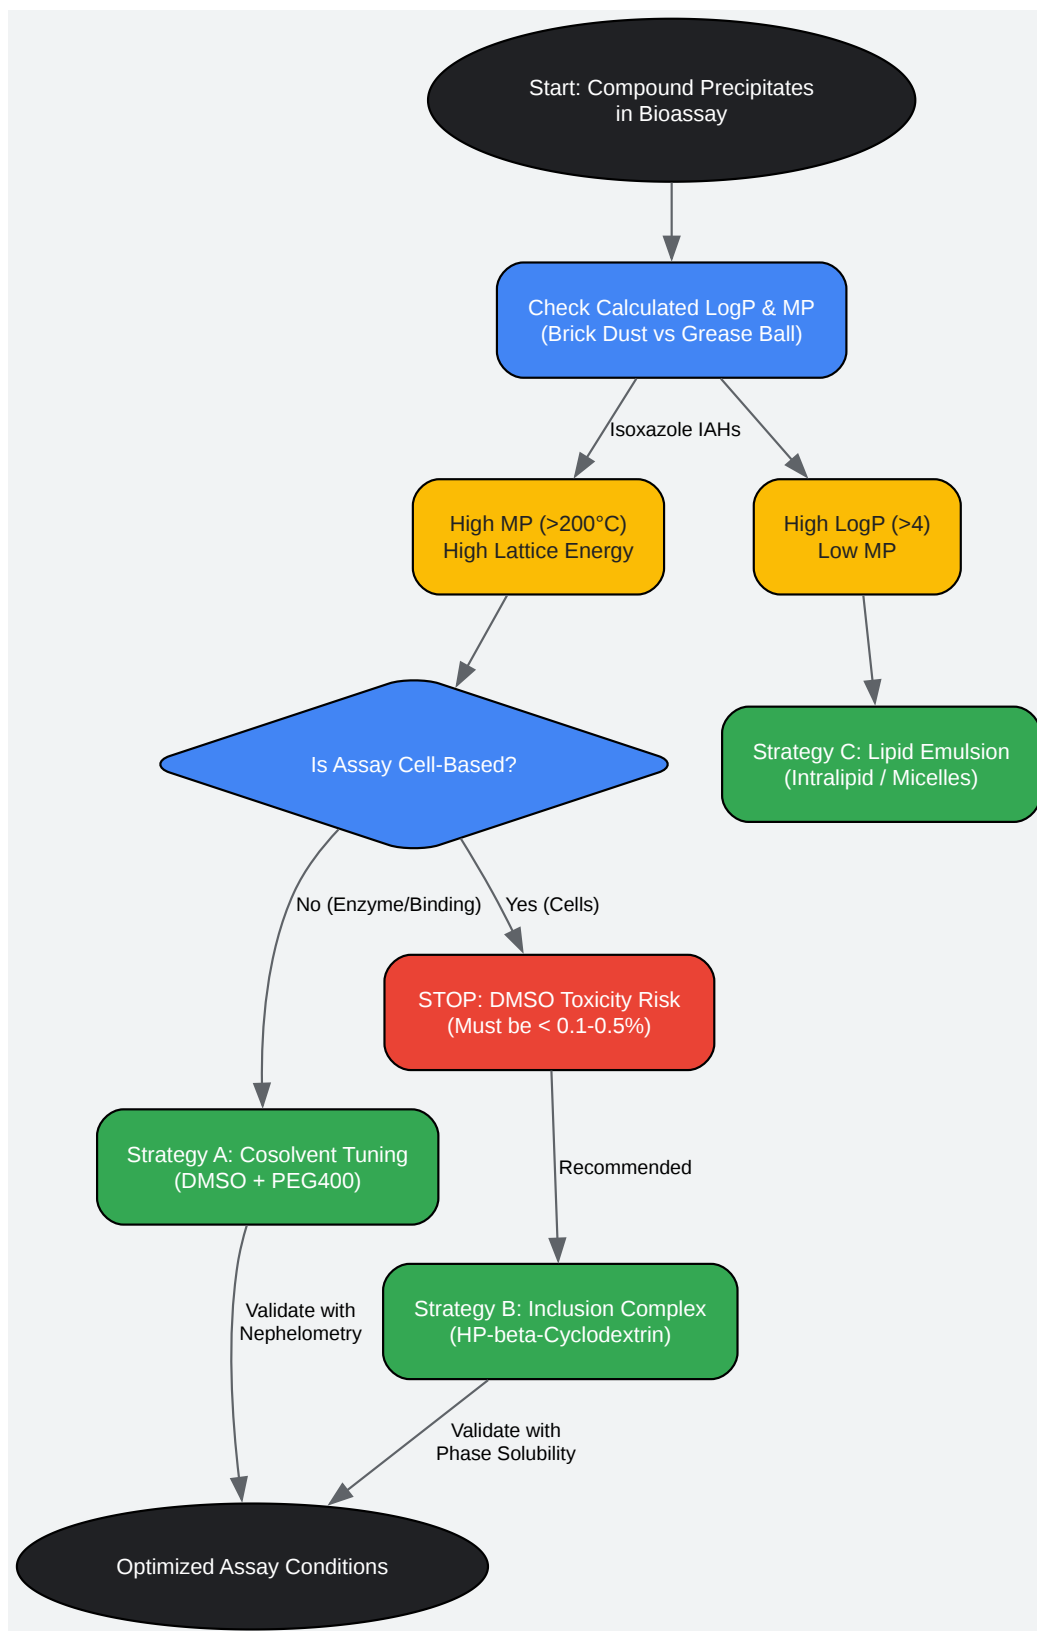 Start: Compound Precipitates
in Bioassay
Check Calculated LogP & MP
(Brick Dust vs Grease Ball)
Isoxazole IAHs
High MP (>200°C)
High Lattice Energy
High LogP (>4)
Low MP
Is Assay Cell-Based?
Strategy C: Lipid Emulsion
(Intralipid / Micelles)
No (Enzyme/Binding)
Yes (Cells)
STOP: DMSO Toxicity Risk
(Must be < 0.1-0.5%)
Strategy A: Cosolvent Tuning
(DMSO + PEG400)
Recommended
Strategy B: Inclusion Complex
(HP-beta-Cyclodextrin)
Validate with
Nephelometry
Validate with
Phase Solubility
Optimized Assay Conditions